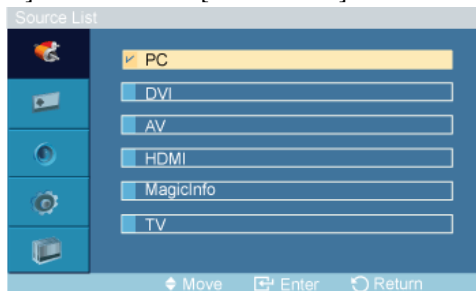 Source List
PC
DVI
AV
HDMI
MagicInfo
TV
Move Enter Return